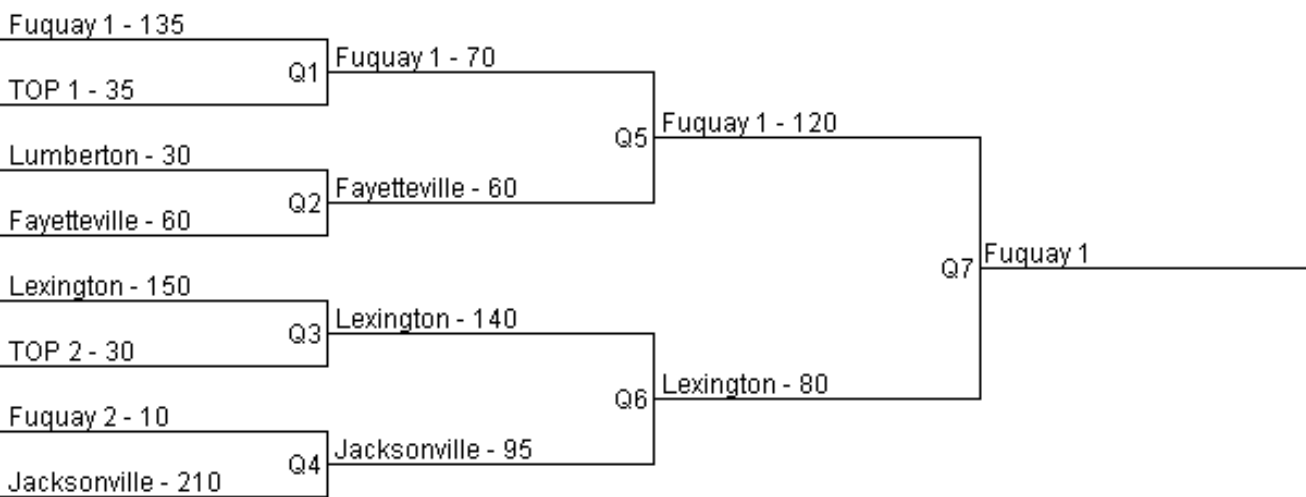 Fuquay 1 - 135
Q1
TOP 1 - 35
Lumberton - 30
Q2
Fayetteville - 60
Lexington - 150
Q3
TOP 2 - 30
Fuquay 2 - 10
Q4
Jacksonville - 210
Fuquay 1 - 70
Q5
Fayetteville - 60
Lexington - 140
Q6
Jacksonville - 95
Fuquay 1 - 120
Q7
Lexington - 80
Fuquay 1